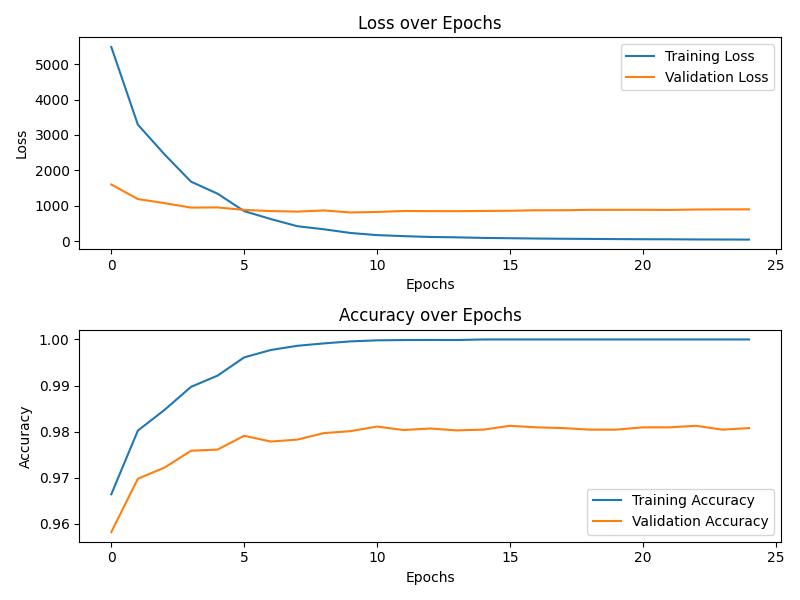 Loss over Epochs
5000
4000
3000
2000
1000
0
Loss
Training Loss
Validation Loss
0 5 10 15 20 25
Epochs
Accuracy over Epochs
1.00
0.99
0.98
0.97
0.96
Accuracy
Training Accuracy
Validation Accuracy
0 5 10 15 20 25
Epochs